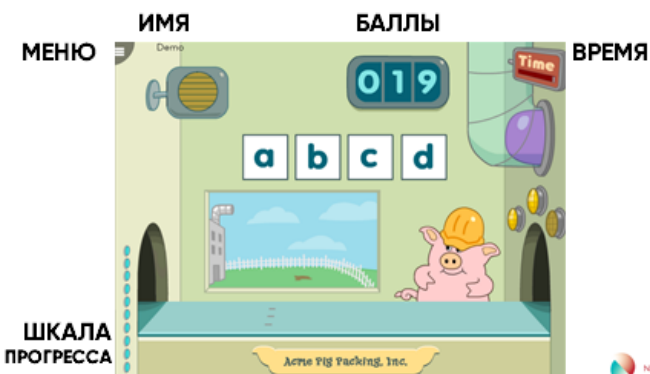 ИМЯ БАЛЛЫ
МЕНЮ Demo ВРЕМЯ
Time
019
a b c d
ШКАЛА
ПРОГРЕССА
Acme Pig Packing, Inc.
N